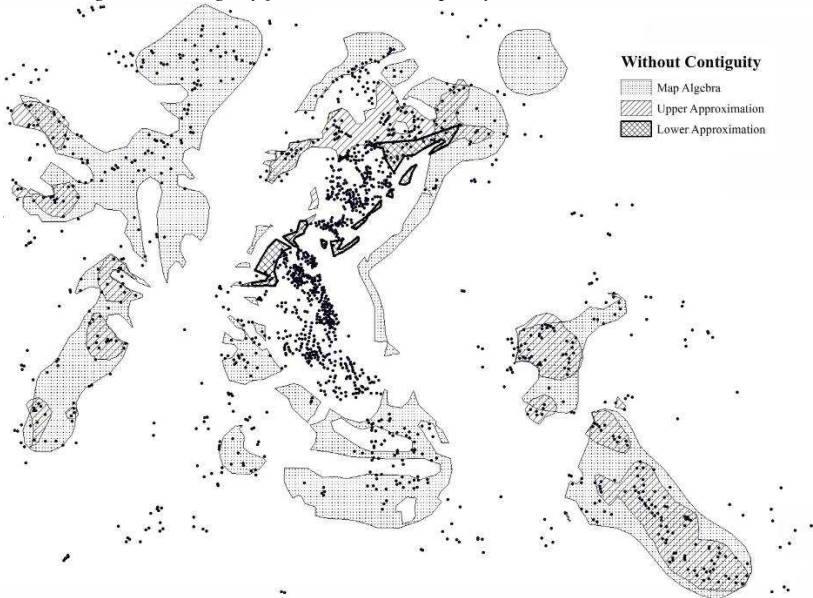 Without Contiguity
Map Algebra
Upper Approximation
Lower Approximation